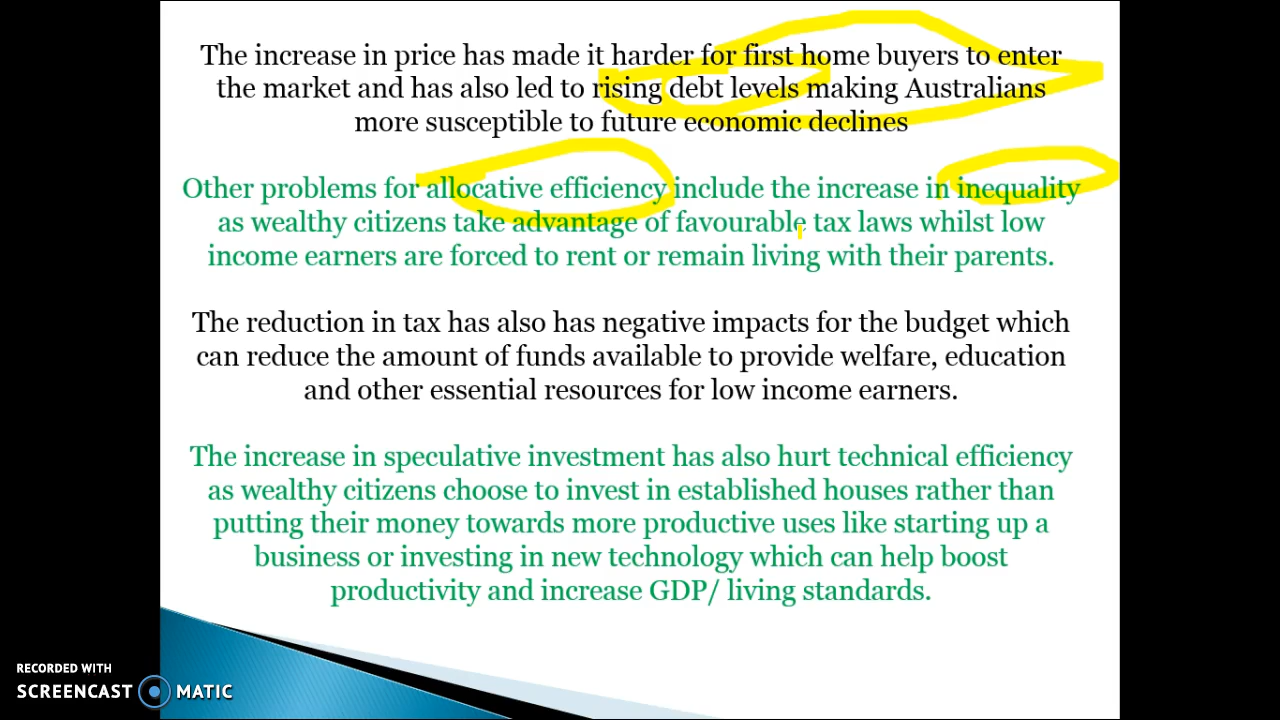 The increase in price has made it harder for first home buyers to enter
the market and has also led to rising debt levels making Australians
more susceptible to future economic declines
Other problems for allocative efficiency include the increase in inequality
as wealthy citizens take advantage of favourable tax laws whilst low
income earners are forced to rent or remain living with their parents.
The reduction in tax has also has negative impacts for the budget which
can reduce the amount of funds available to provide welfare, education
and other essential resources for low income earners.
The increase in speculative investment has also hurt technical efficiency
as wealthy citizens choose to invest in established houses rather than
putting their money towards more productive uses like starting up a
business or investing in new technology which can help boost
productivity and increase GDP/ living standards.
RECORDED WITH
SCREENCAST MATIC